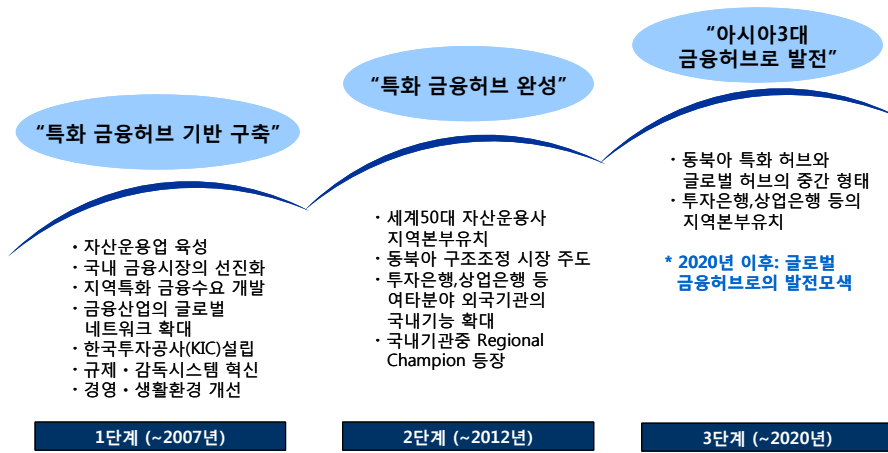 “특화 금융허브 기반 구축”
· 자산운용업 육성
· 국내 금융시장의 선진화
· 지역특화 금융수요 개발
· 금융산업의 글로벌
네트워크 확대
· 한국투자공사(KIC)설립
· 규제·감독시스템 혁신
· 경영·생활환경 개선
1단계 (~2007년)
“특화 금융허브 완성”
· 세계50대 자산운용사
지역본부유치
· 동북아 구조조정 시장 주도
· 투자은행,상업은행 등
여타분야 외국기관의
국내기능 확대
· 국내기관중 Regional
Champion 등장
2단계 (~2012년)
“아시아3대
금융허브로 발전”
· 동북아 특화 허브와
글로벌 허브의 중간 형태
· 투자은행,상업은행 등의
지역본부유치
* 2020년 이후: 글로벌
금융허브로의 발전모색
3단계 (~2020년)